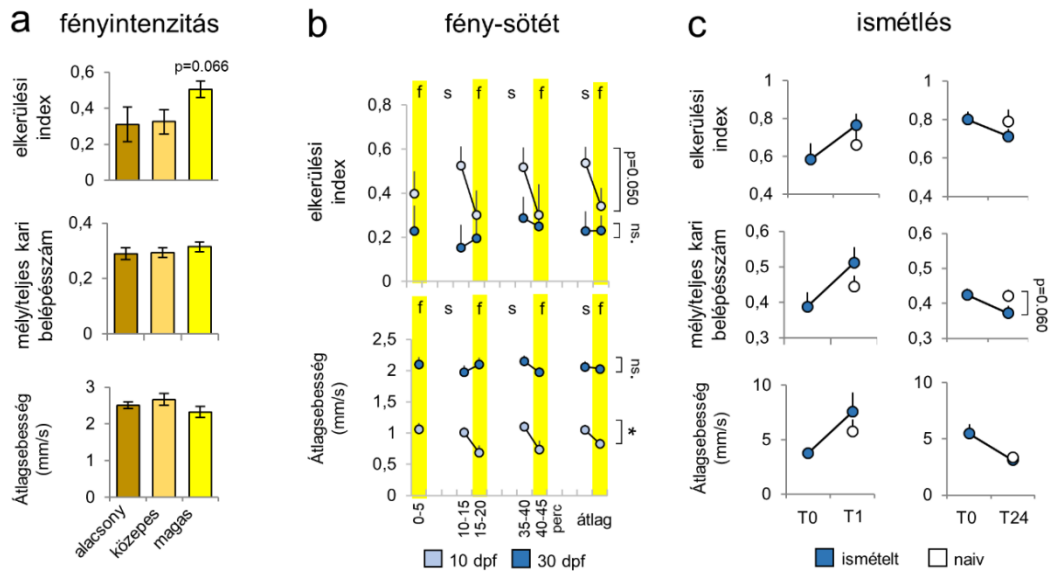 a fényintenzitás
p=0.066
elkerülési
index
0,6
0,4
0,2
0
mély/teljes kari
belépésszám
0,4
0,2
0
Átlagsebesség
(mm/s)
3
2
1
0
alacsony
közepes
magas
b fény-sötét
f s f s f s f
elkerülési
index
0,8
0,6
0,4
0,2
0
p=0.050
ns.
f s f s f s f
Átlagsebesség
(mm/s)
2,5
2
1,5
1
0,5
0
ns.
*
0-5
10-15
15-20
35-40
40-45
perc
átlag
10 dpf 30 dpf
c ismétlés
elkerülési
index
1
0,8
0,6
0,4
1
0,8
0,6
0,4
mély/teljes kari
belépésszám
0,6
0,5
0,4
0,3
0,6
0,5
0,4
0,3
p=0.060
Átlagsebesség
(mm/s)
10
5
0
10
5
0
T0 T1 T0 T24
ismételt naiv